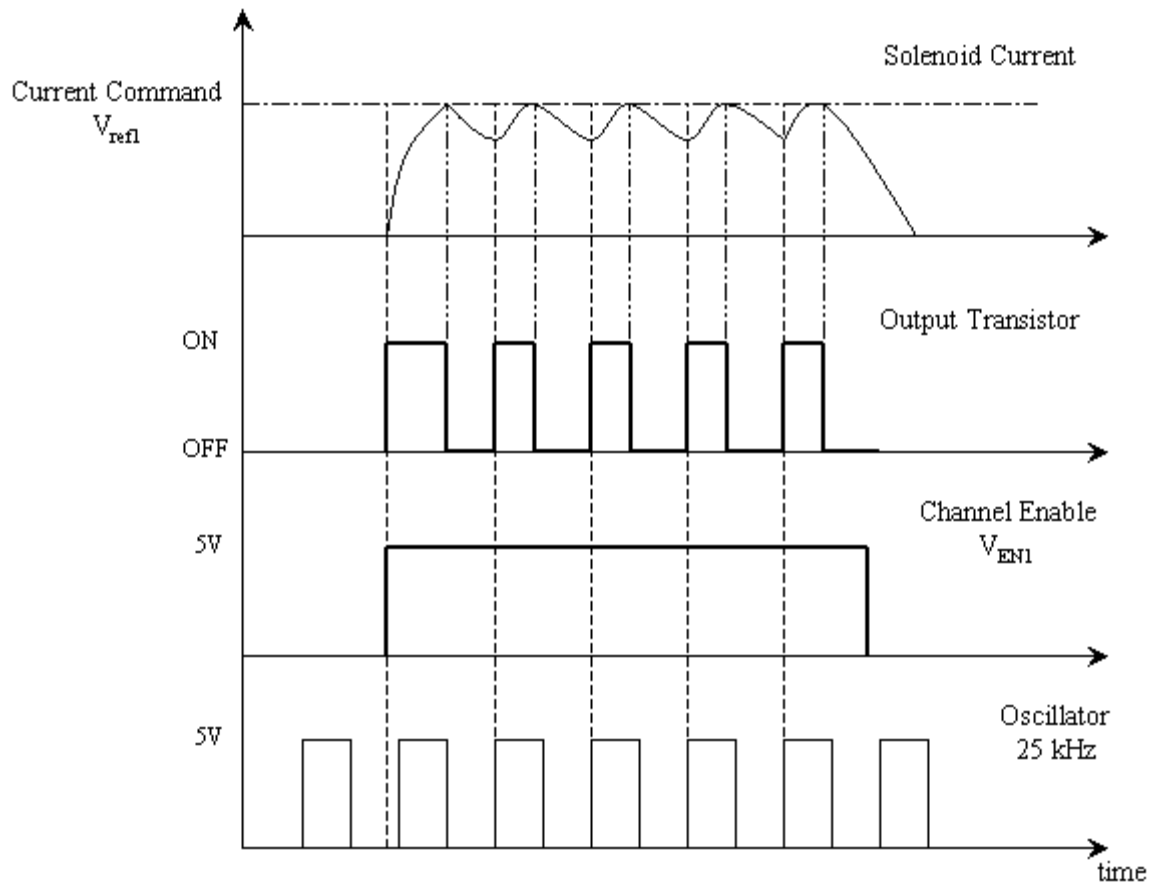 Solenoid Current
Current Command
Vref1
Output Transistor
ON
OFF
Channel Enable
5V
VEN1
Oscillator
5V
25 kHz
time